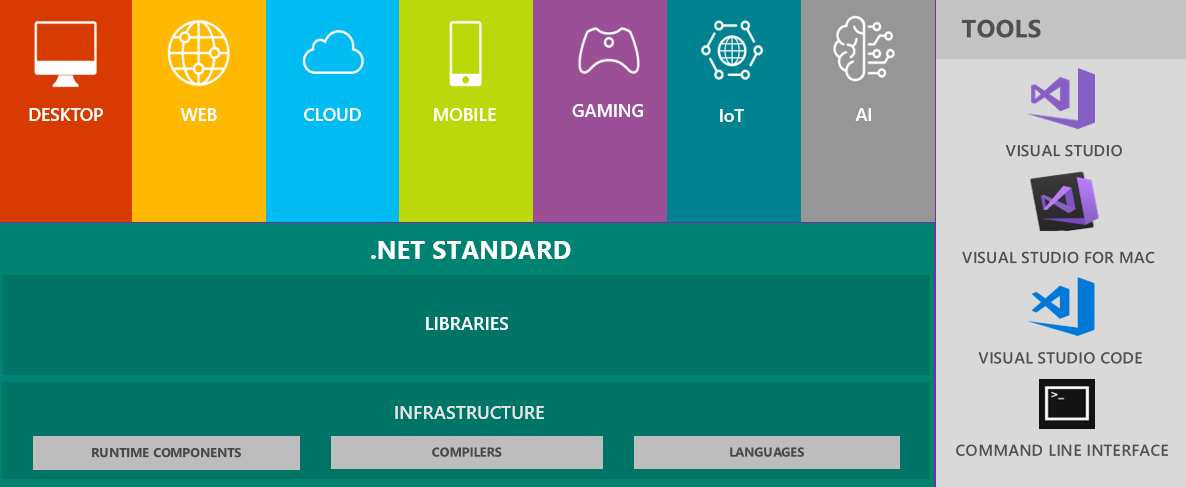 DESKTOP
WEB
CLOUD
MOBILE
GAMING
IoT
AI
.NET STANDARD
LIBRARIES
INFRASTRUCTURE
RUNTIME COMPONENTS
COMPILERS
LANGUAGES
TOOLS
VISUAL STUDIO
VISUAL STUDIO FOR MAC
VISUAL STUDIO CODE
>_
COMMAND LINE INTERFACE